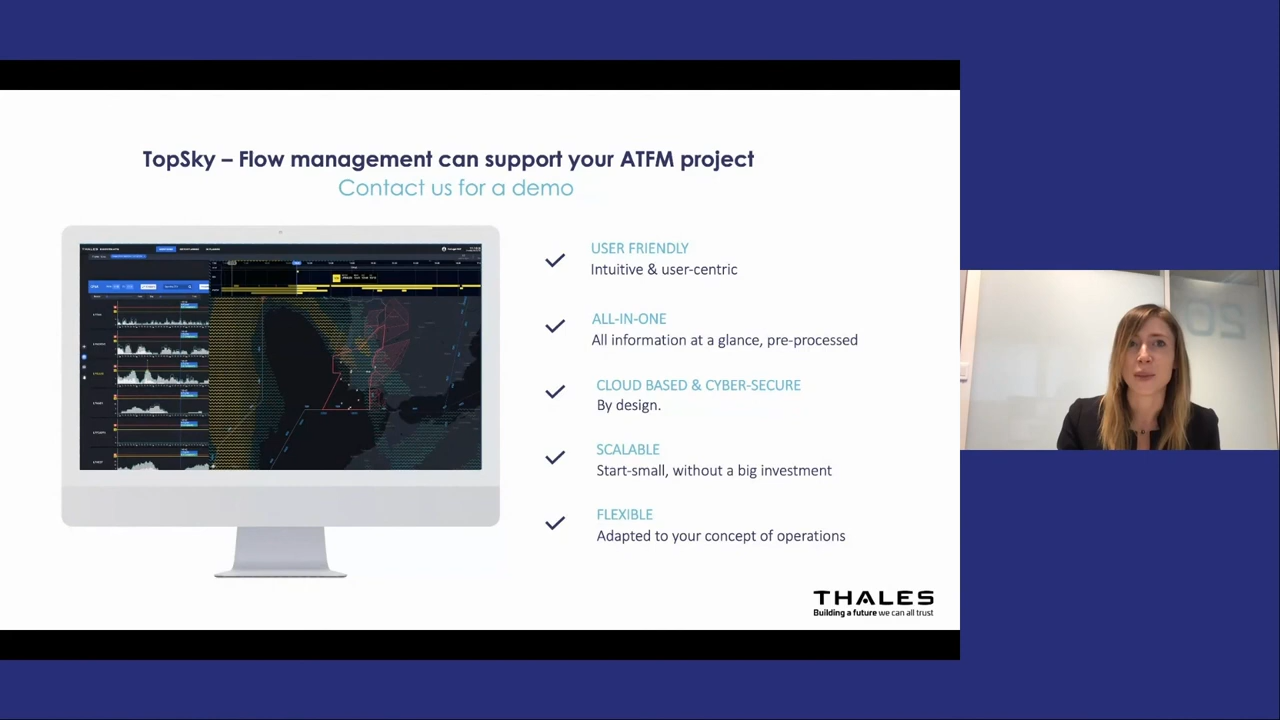 TopSky – Flow management can support your ATFM project
Contact us for a demo
THALES
USER FRIENDLY
Intuitive & user-centric
ALL-IN-ONE
All information at a glance, pre-processed
CLOUD BASED & CYBER-SECURE
By design.
SCALABLE
Start-small, without a big investment
FLEXIBLE
Adapted to your concept of operations
THALES
Building a future we can all trust
20